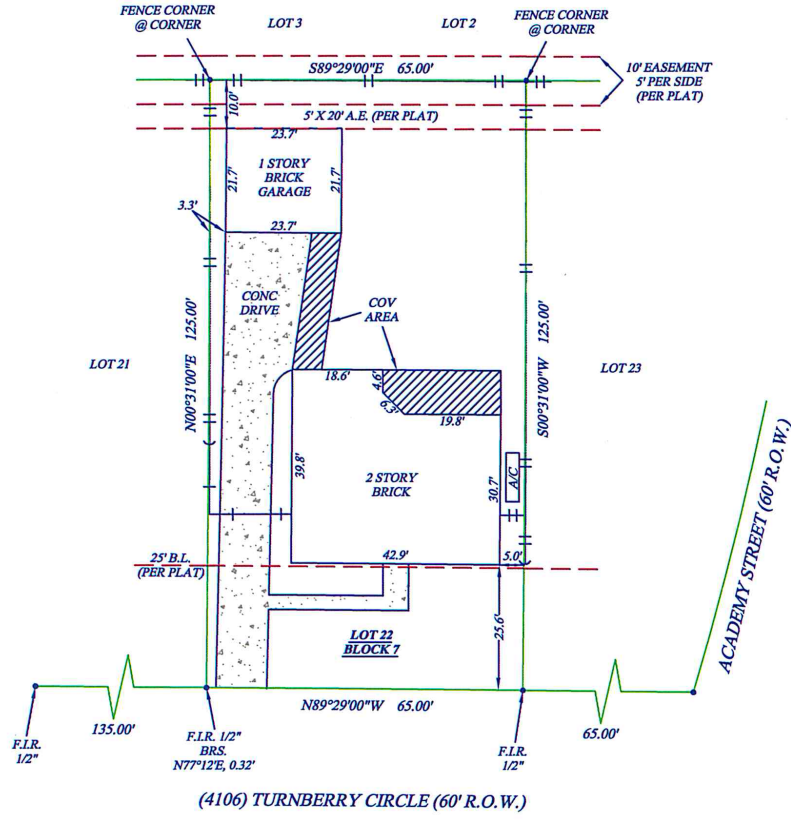 FENCE CORNER
@ CORNER
LOT 3
LOT 2
FENCE CORNER
@ CORNER
S89°29'00"E 65.00'
10' EASEMENT
5' PER SIDE
(PER PLAT)
10.0'
5' X 20' A.E. (PER PLAT)
23.7'
1 STORY
BRICK
GARAGE
21.7'
21.7'
3.3'
23.7'
CONC
DRIVE
COV
AREA
N00°31'00"E 125.00'
S00°31'00"W 125.00'
LOT 21
LOT 23
18.6'
4.6'
6.3'
19.8'
39.8'
2 STORY
BRICK
30.7'
A/C
ACADEMY STREET (60' R.O.W.)
25' B.L.
(PER PLAT)
42.9'
5.0'
25.6'
LOT 22
BLOCK 7
N89°29'00"W 65.00'
135.00'
65.00'
F.I.R.
1/2"
F.I.R. 1/2"
BRS.
N77°12'E, 0.32'
F.I.R.
1/2"
(4106) TURNBERRY CIRCLE (60' R.O.W.)